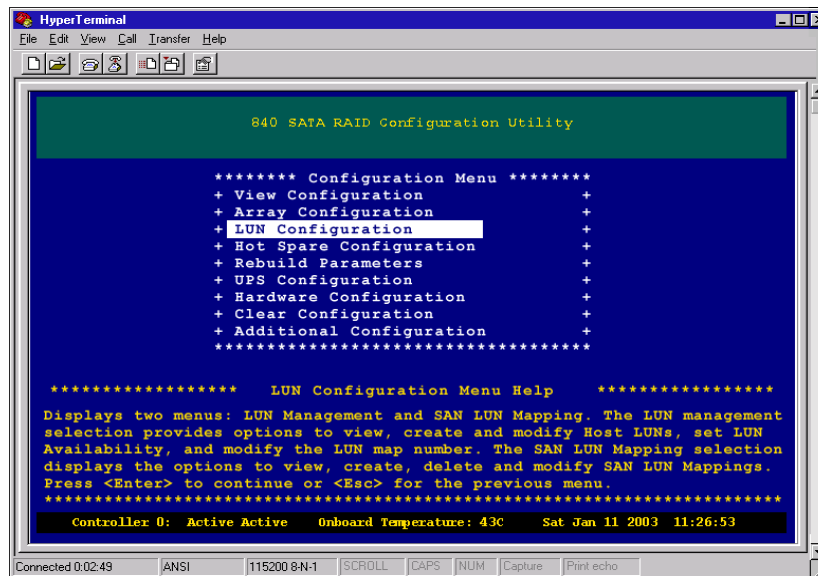 HyperTerminal
File Edit View Call Transfer Help
840 SATA RAID Configuration Utility
******** Configuration Menu ********
+ View Configuration +
+ Array Configuration +
+ LUN Configuration +
+ Hot Spare Configuration +
+ Rebuild Parameters +
+ UPS Configuration +
+ Hardware Configuration +
+ Clear Configuration +
+ Additional Configuration +
************************************
****************** LUN Configuration Menu Help *****************
Displays two menus: LUN Management and SAN LUN Mapping. The LUN management
selection provides options to view, create and modify Host LUNs, set LUN
Availability, and modify the LUN map number. The SAN LUN Mapping selection
displays the options to view, create, delete and modify SAN LUN Mappings.
Press <Enter> to continue or <Esc> for the previous menu.
***********************************************************************
Controller 0: Active Active Onboard Temperature: 43C Sat Jan 11 2003 11:26:53
Connected 0:02:49 ANSI 115200 8-N-1 SCROLL CAPS NUM Capture Print echo